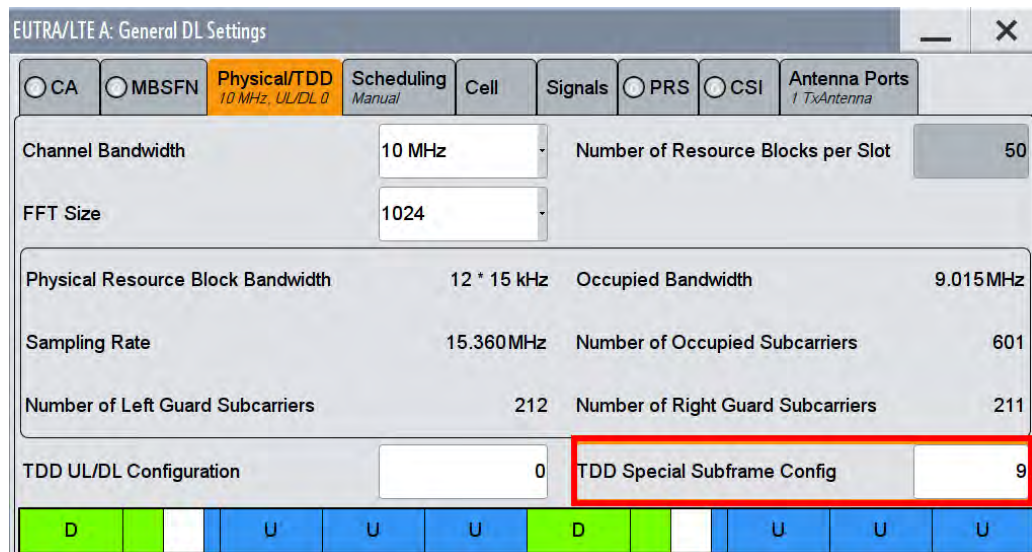 EUTRA/LTE A: General DL Settings
CA
MBSFN
Physical/TDD
10 MHz, UL/DL 0
Scheduling
Manual
Cell
Signals
PRS
CSI
Antenna Ports
1 TxAntenna
Channel Bandwidth 10 MHz Number of Resource Blocks per Slot 50
FFT Size 1024
Physical Resource Block Bandwidth 12 * 15 kHz Occupied Bandwidth 9.015 MHz
Sampling Rate 15.360 MHz Number of Occupied Subcarriers 601
Number of Left Guard Subcarriers 212 Number of Right Guard Subcarriers 211
TDD UL/DL Configuration 0 TDD Special Subframe Config 9
D U U U D U U U